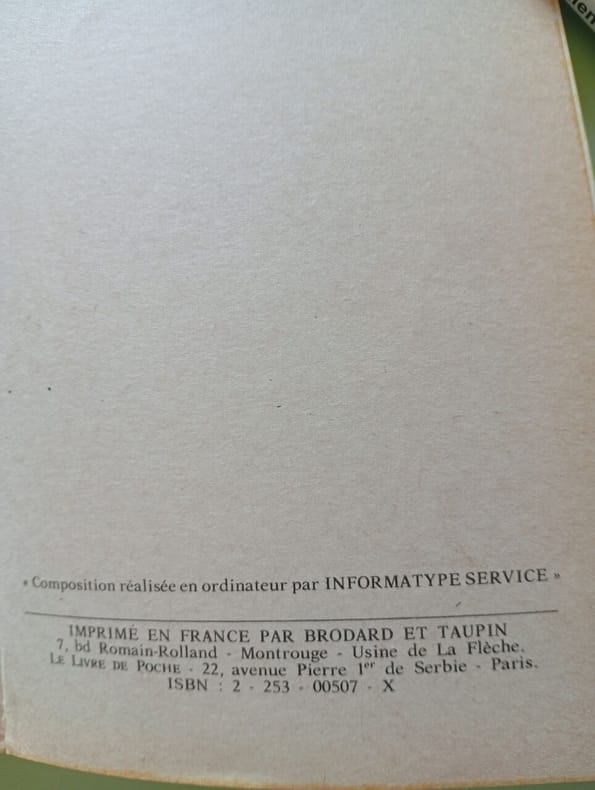 « Composition réalisée en ordinateur par INFORMATYPE SERVICE »
IMPRIMÉ EN FRANCE PAR BRODARD ET TAUPIN
7, bd Romain-Rolland - Montrouge - Usine de La Flèche.
LE LIVRE DE POCHE - 22, avenue Pierre 1er de Serbie - Paris.
ISBN : 2 - 253 - 00507 - X